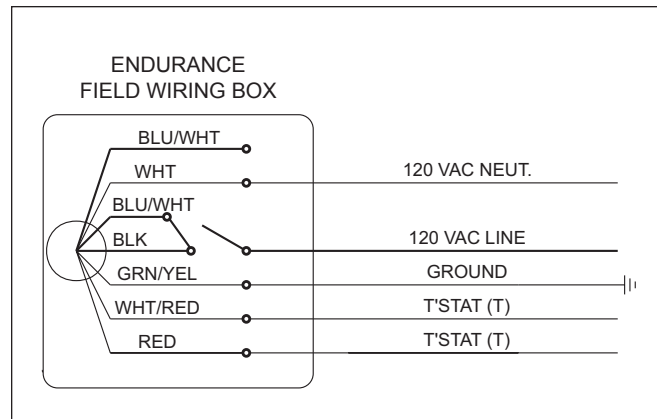 ENDURANCE
FIELD WIRING BOX
BLU/WHT
WHT
120 VAC NEUT.
BLU/WHT
BLK
120 VAC LINE
GRN/YEL
GROUND
WHT/RED
T'STAT (T)
RED
T'STAT (T)